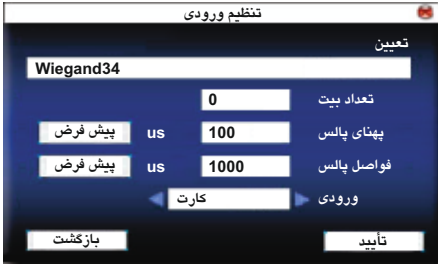 تنظیم ورودی
تعیین
Wiegand34
تعداد بیت 0
پهنای پالس 100 us پیش فرض
فواصل پالس 1000 us پیش فرض
ورودی کارت
تأیید بازگشت